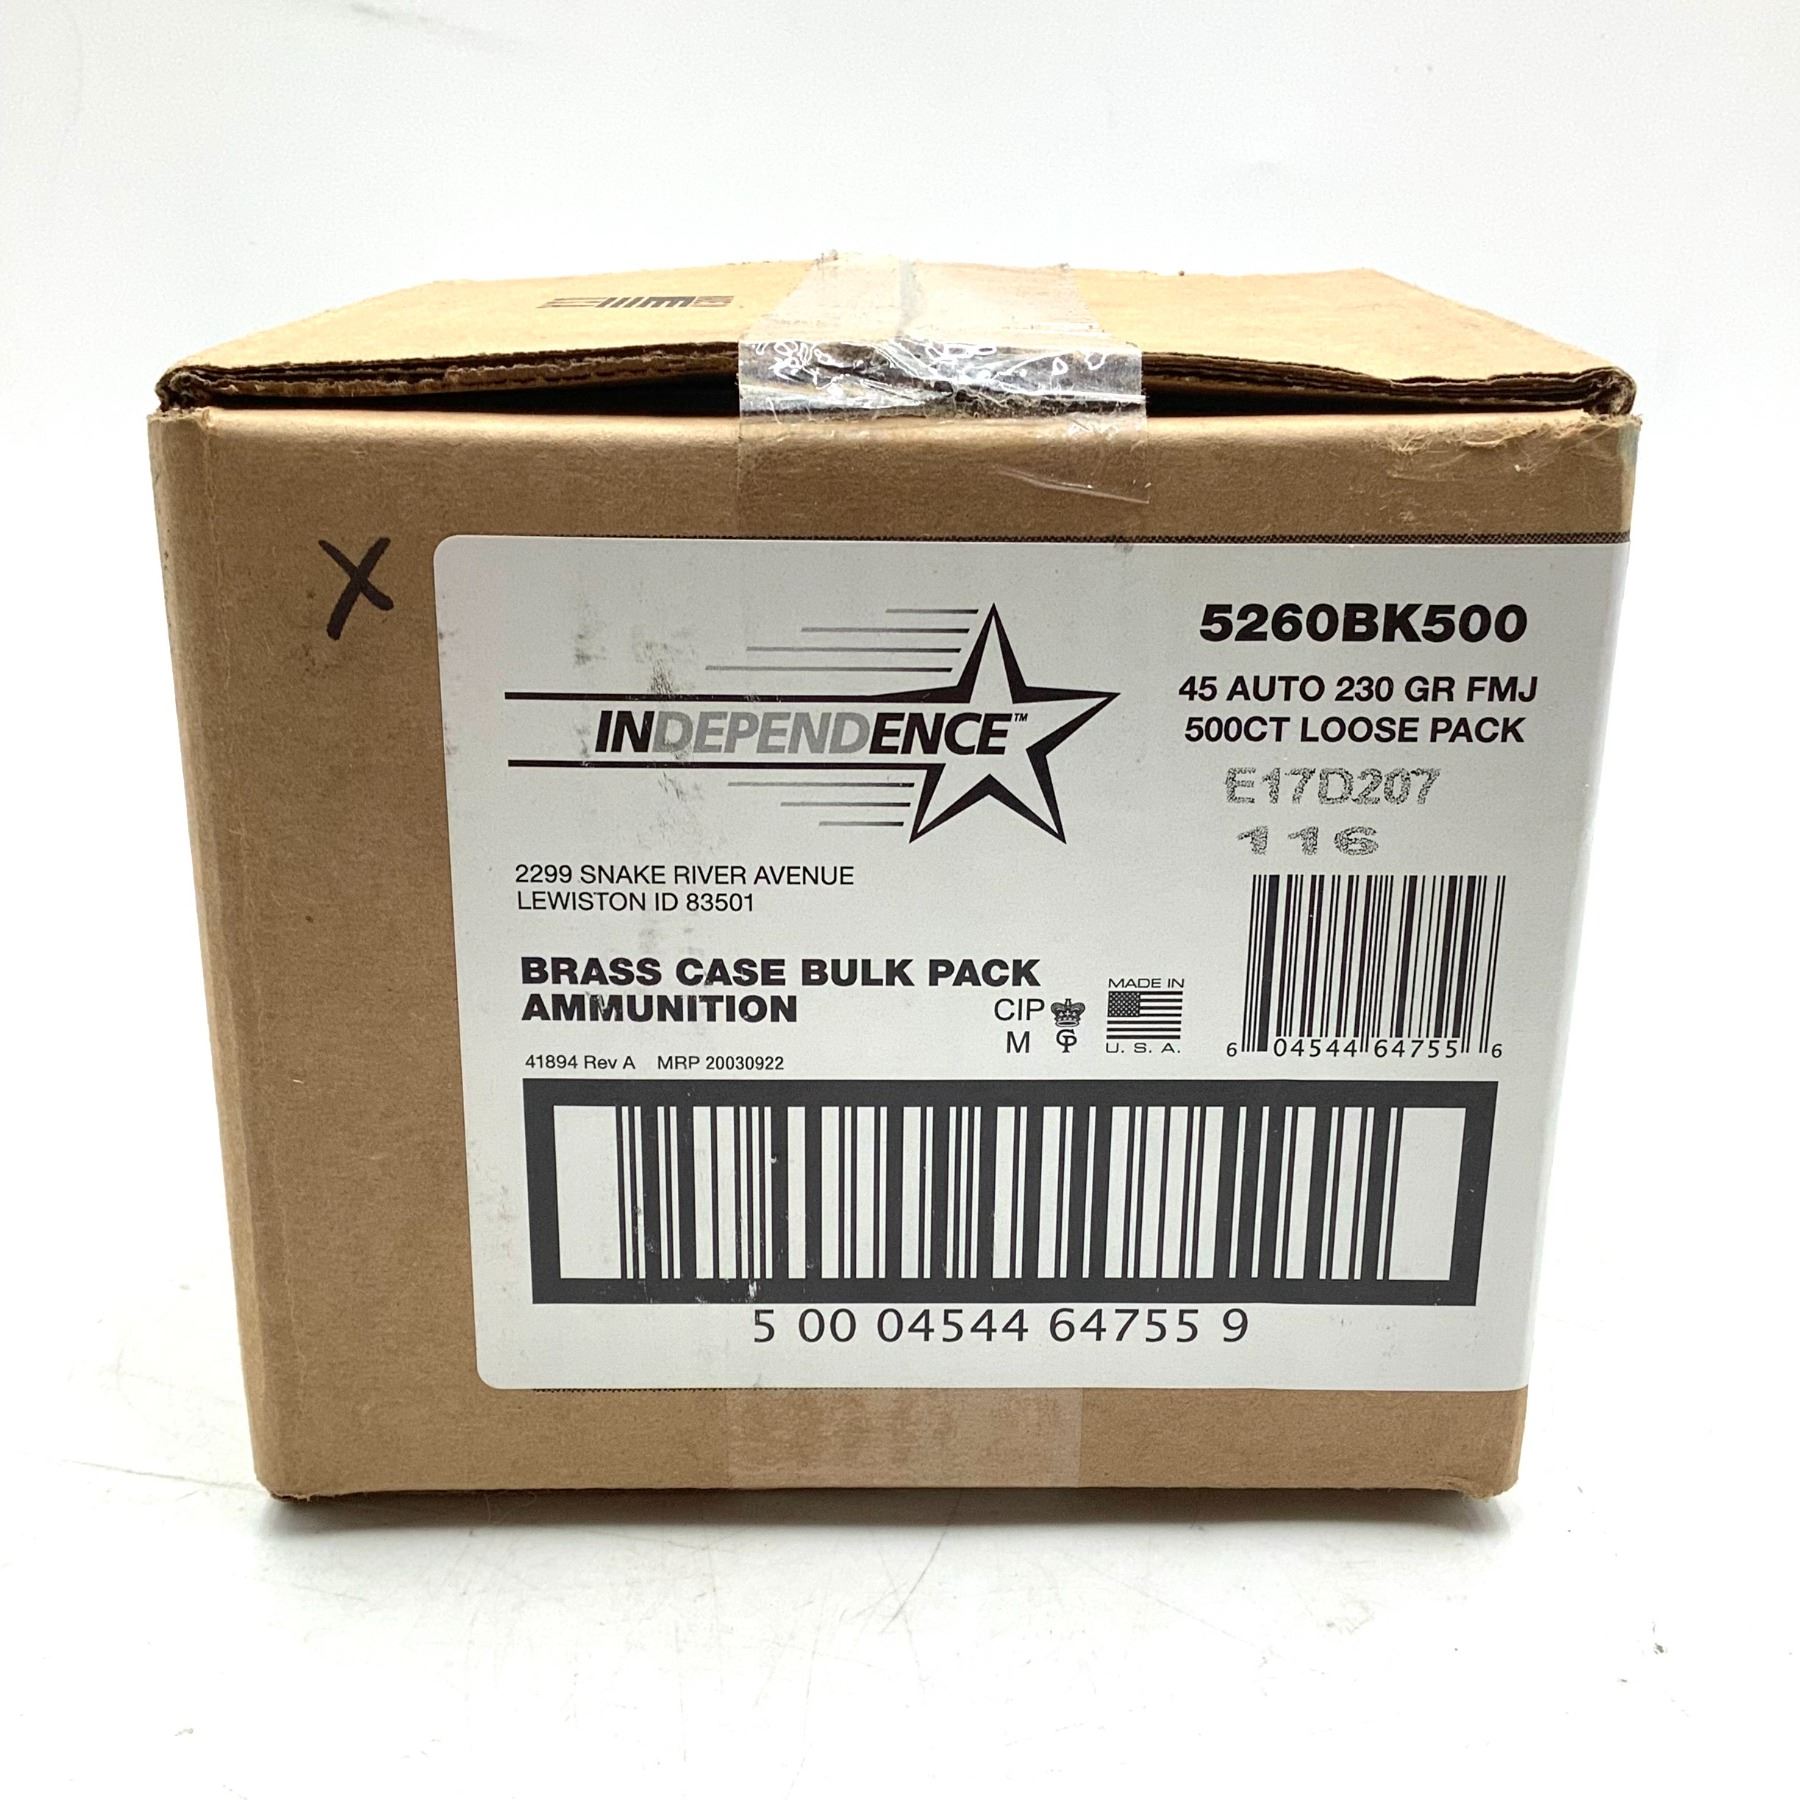 X
INDEPENDENCE™
5260BK500
45 AUTO 230 GR FMJ
500CT LOOSE PACK
E17D207
116
2299 SNAKE RIVER AVENUE
LEWISTON ID 83501
BRASS CASE BULK PACK
AMMUNITION
CIP
M
MADE IN
U. S. A.
41894 Rev A MRP 20030922
6 04544 64755 6
5 00 04544 64755 9